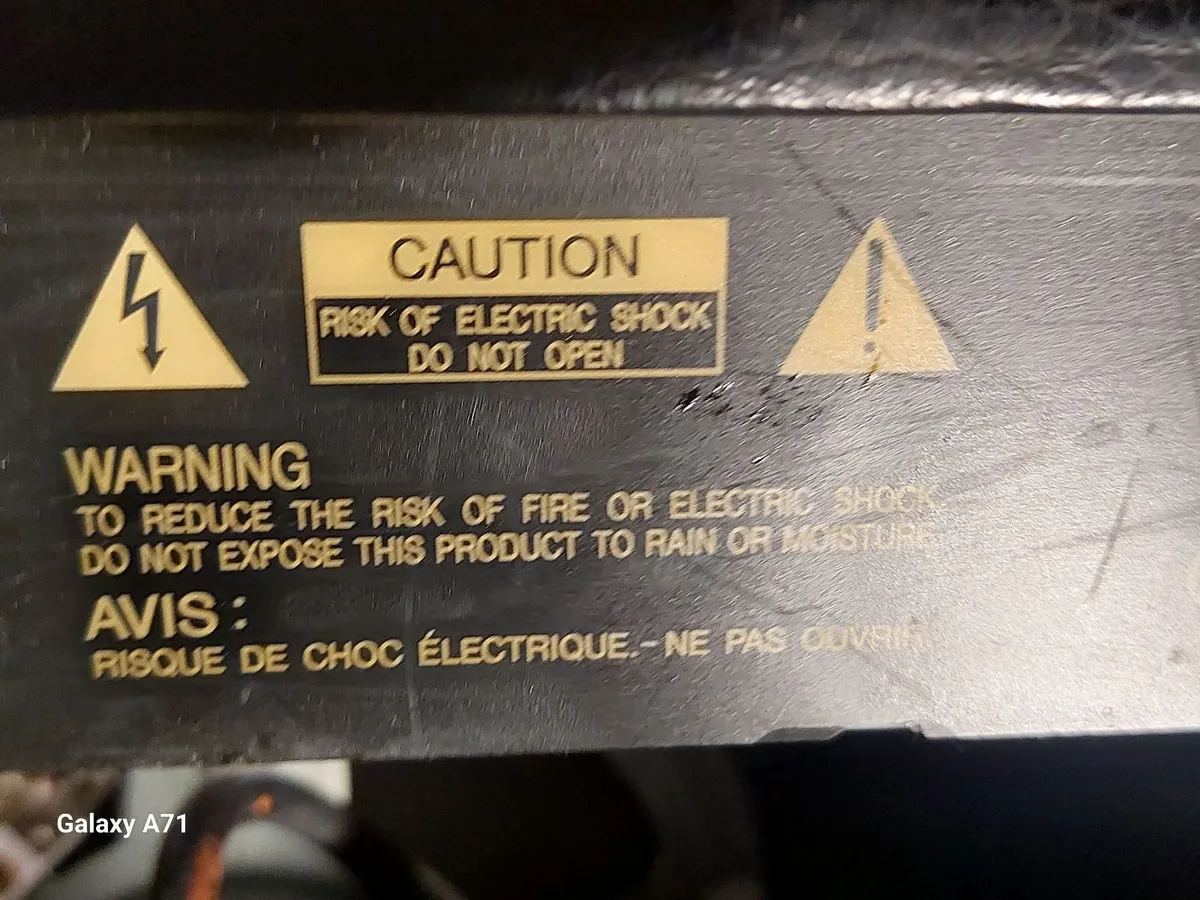 CAUTION
RISK OF ELECTRIC SHOCK
DO NOT OPEN
WARNING
TO REDUCE THE RISK OF FIRE OR ELECTRIC SHOCK,
DO NOT EXPOSE THIS PRODUCT TO RAIN OR MOISTURE.
AVIS :
RISQUE DE CHOC ÉLECTRIQUE.-NE PAS OUVRIR.
Galaxy A71